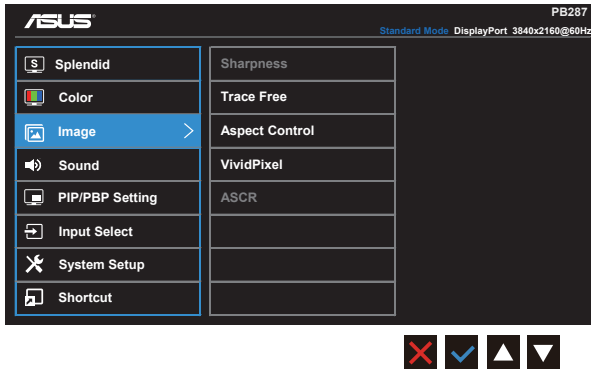 ASUS
PB287
Standard Mode DisplayPort 3840x2160@60Hz
S Splendid
Color
Image
Sound
PIP/PBP Setting
Input Select
System Setup
Shortcut
Sharpness
Trace Free
Aspect Control
VividPixel
ASCR